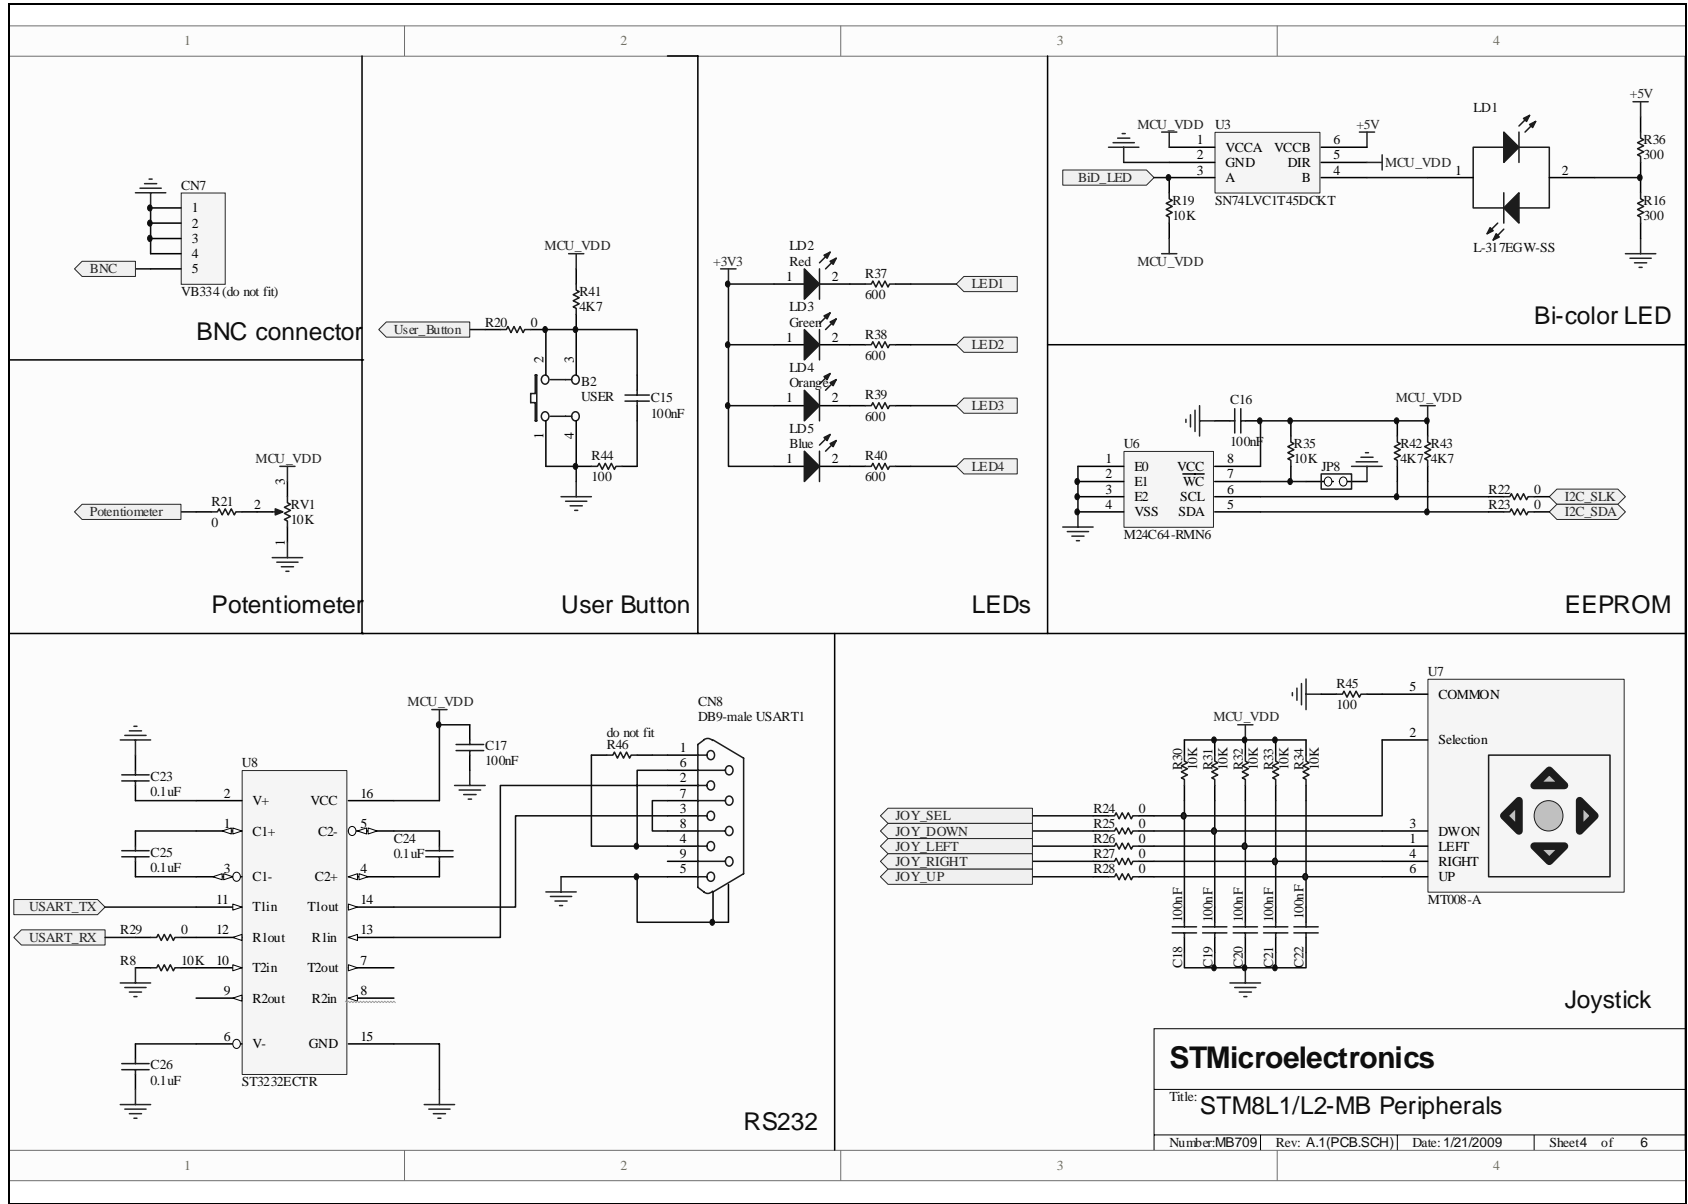 1 2 3 4
CN7
1
2
3
4
5
BNC
VB334 (do not fit)
BNC connector
MCU_VDD
3
R21
0
2
RV1
10K
1
Potentiometer
Potentiometer
MCU_VDD
R41
4K7
User_Button
R20 0
2
3
B2
USER
C15
100nF
1
4
R44
100
User Button
+3V3
LD2
Red
1 2
R37
600
LED1
LD3
Green
1 2
R38
600
LED2
LD4
Orange
1 2
R39
600
LED3
LD5
Blue
1 2
R40
600
LED4
LEDs
MCU_VDD
U3
+5V
1 VCCA VCCB 6
2 GND DIR 5
3 A B 4
MCU_VDD
BiD_LED
SN74LVC1T45DCKT
R19
10K
MCU_VDD
LD1
1 2
L-317EGW-SS
+5V
R36
300
R16
300
Bi-color LED
C16
100nF
MCU_VDD
R35
10K
R42
4K7
R43
4K7
JP8
U6
1 E0 VCC 8
2 E1 WC 7
3 E2 SCL 6
4 VSS SDA 5
M24C64-RMN6
R22 0
I2C_SLK
R23 0
I2C_SDA
EEPROM
MCU_VDD
C17
100nF
C23
0.1uF
U8
2 V+ VCC 16
1 C1+ C2- 5
C25
0.1uF
C24
0.1uF
3 C1- C2+ 4
USART_TX
11 T1in T1out 14
USART_RX
R29 0
12 R1out R1in 13
R8 10K
10 T2in T2out 7
9 R2out R2in 8
6 V- GND 15
C26
0.1uF
ST3232ECTR
CN8
DB9-male USART1
do not fit
R46
1
6
2
7
3
8
4
9
5
RS232
U7
R45
100
5 COMMON
2 Selection
MCU_VDD
R30 10K
R31 10K
R32 10K
R33 10K
R34 10K
JOY_SEL R24 0
JOY_DOWN R25 0 3 DWON
JOY_LEFT R26 0 1 LEFT
JOY_RIGHT R27 0 4 RIGHT
JOY_UP R28 0 6 UP
MT008-A
C18 100nF
C19 100nF
C20 100nF
C21 100nF
C22 100nF
Joystick
STMicroelectronics
Title: STM8L1/L2-MB Peripherals
Number:MB709 Rev: A.1(PCB.SCH) Date: 1/21/2009 Sheet4 of 6
1 2 3 4